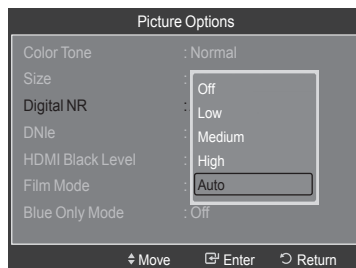 Picture Options
Color Tone : Normal
Size :
Digital NR :
DNIe :
HDMI Black Level :
Film Mode :
Blue Only Mode : Off
Off
Low
Medium
High
Auto
Move Enter Return